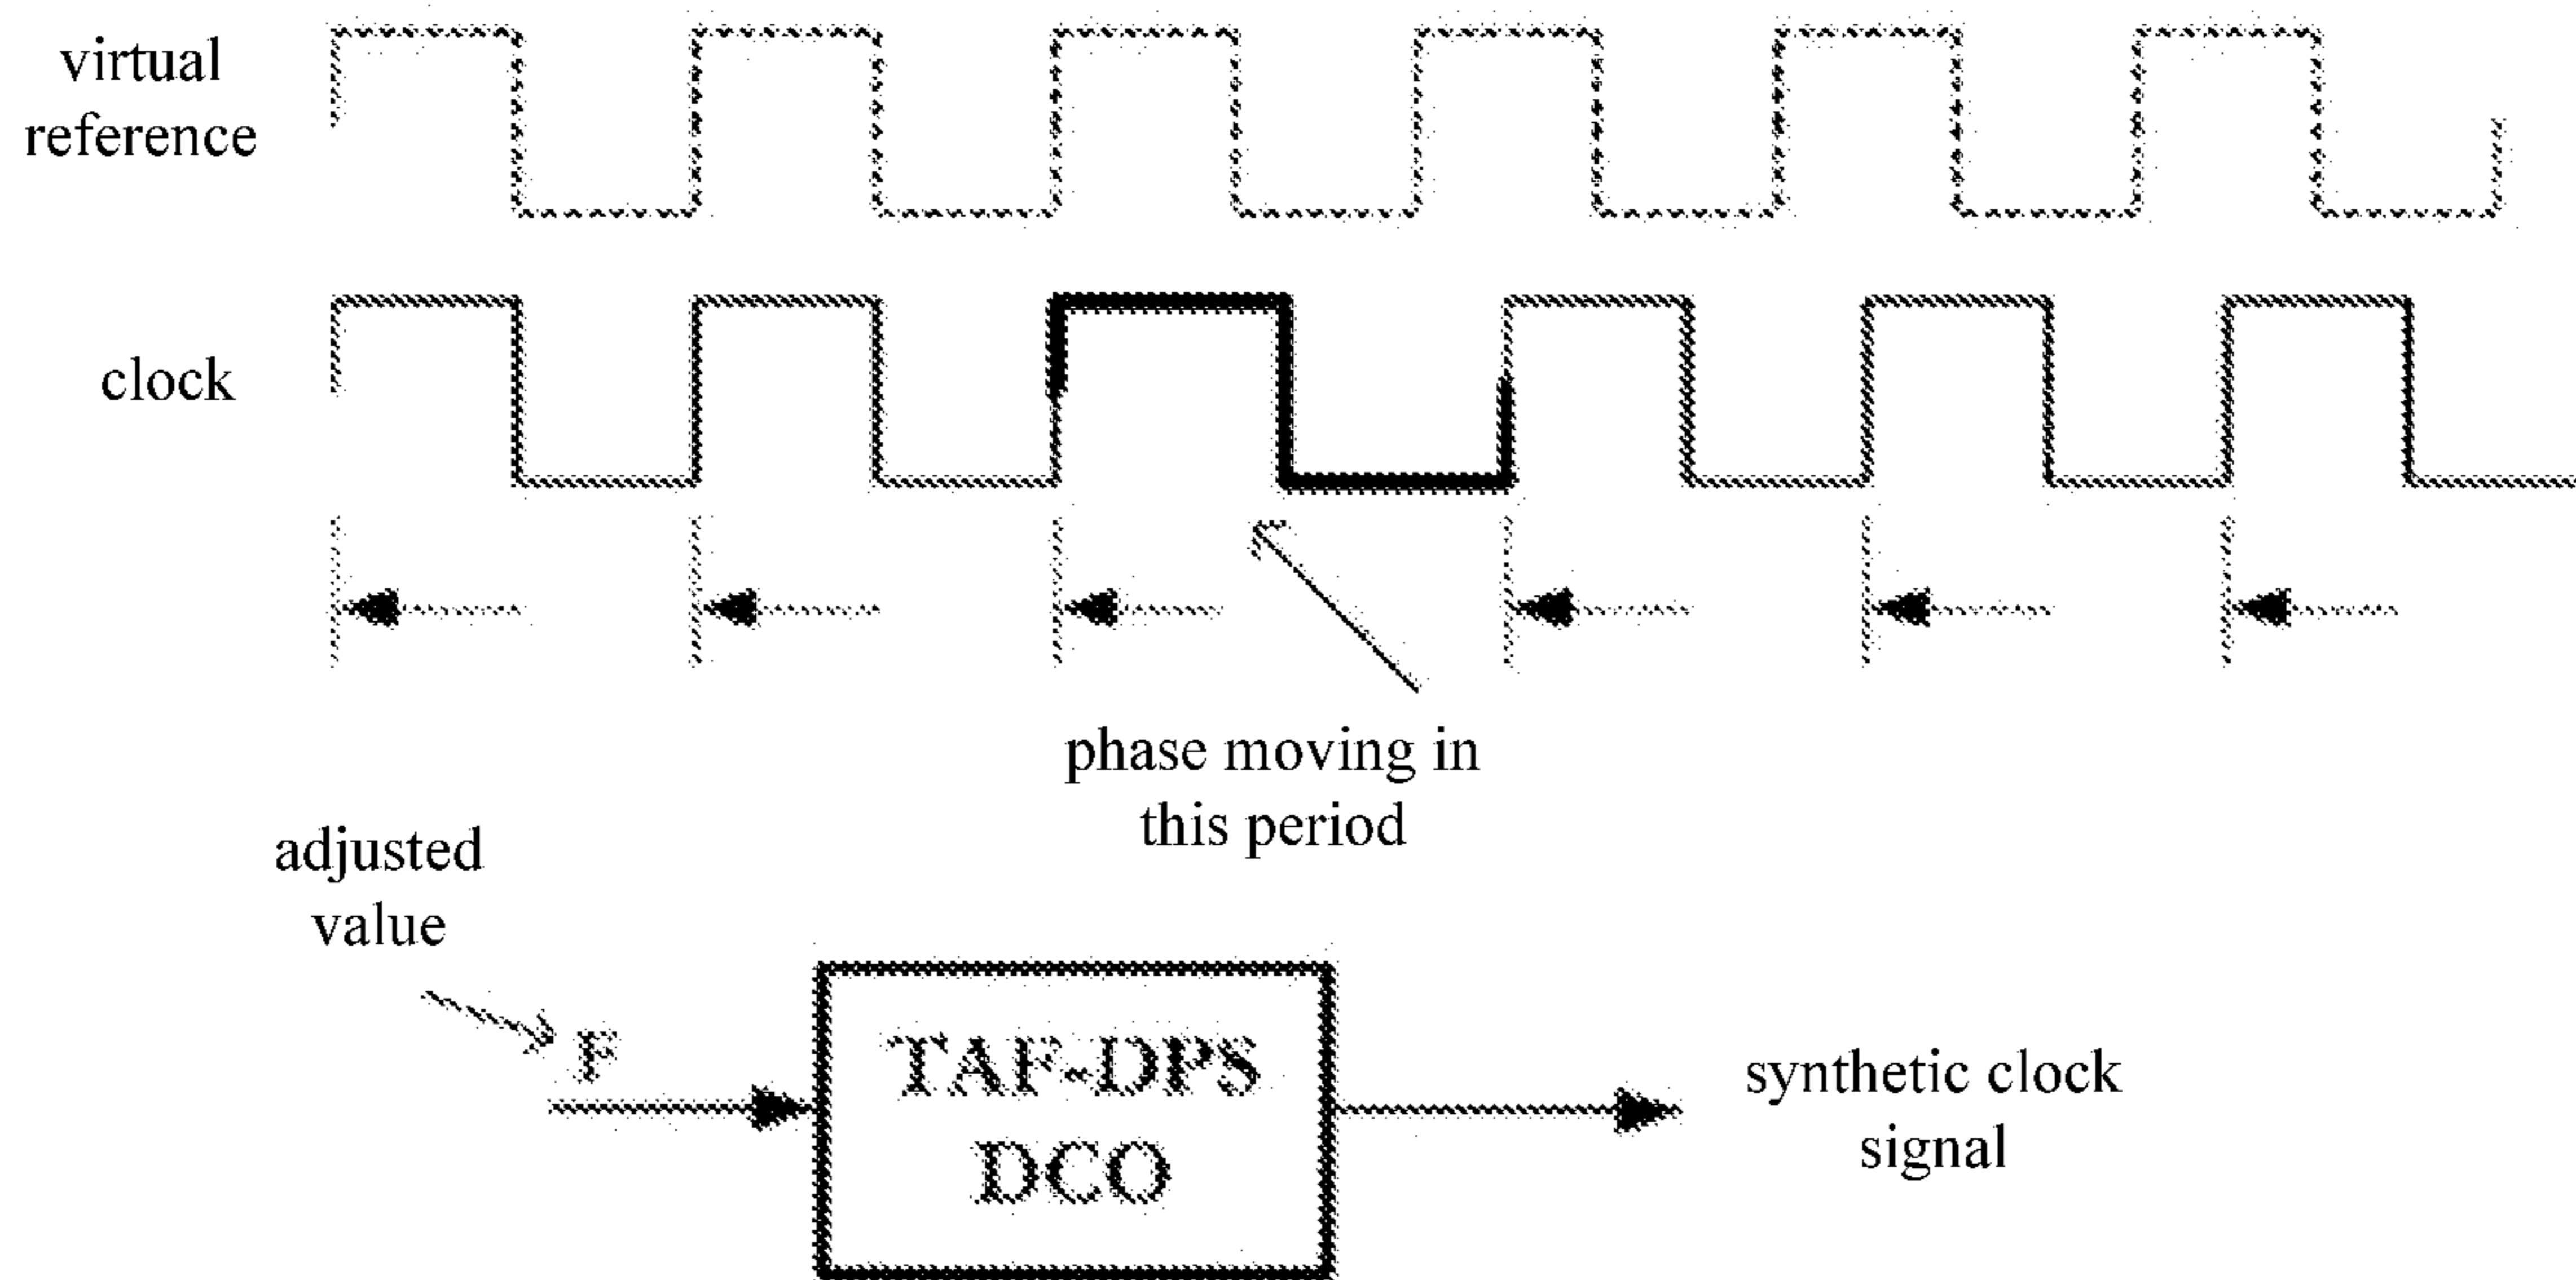 virtual
reference
clock
phase moving in
this period
adjusted
value
F
TAF-DPS
DCO
synthetic clock
signal